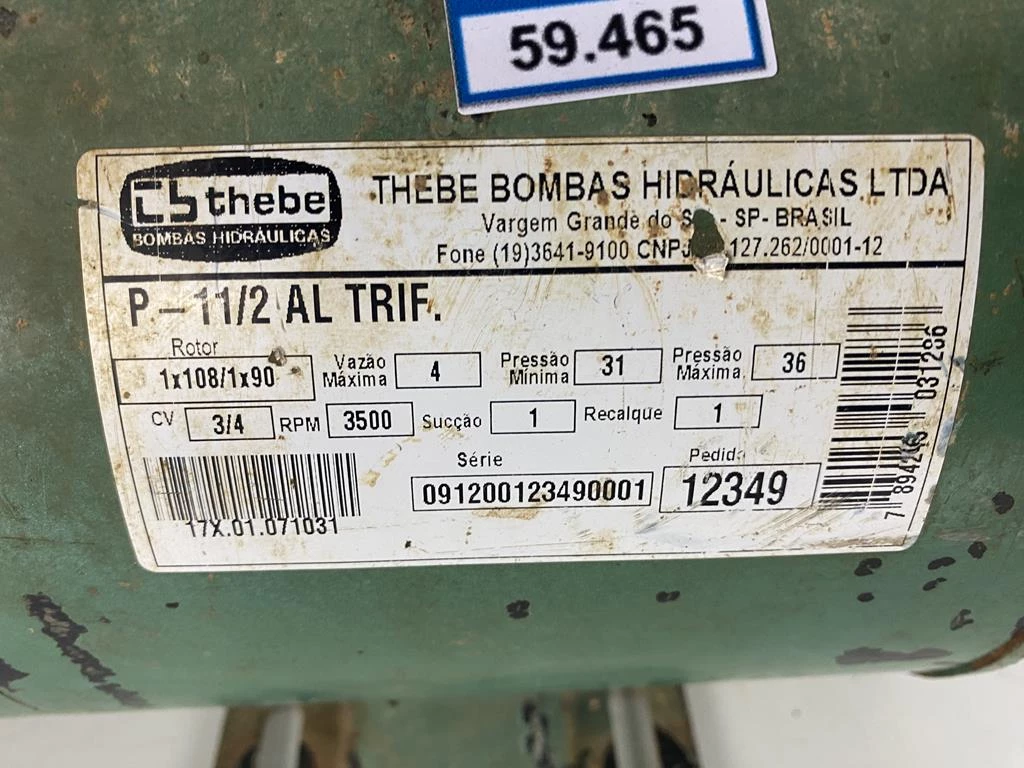 59.465
thebe
BOMBAS HIDRÁULICAS
THEBE BOMBAS HIDRÁULICAS LTDA
Vargem Grande do - SP- BRASIL
Fone (19)3641-9100 127.262/0001-12
P - 11/2 AL TRIF.
Rotor
1x108/1x90
Vazão Máxima 4
Pressão Mínima 31
Pressão Máxima 36
CV 3/4 RPM 3500 Sucção 1 Recalque 1
Série
091200123490001
12349
17X.01.071031
031286